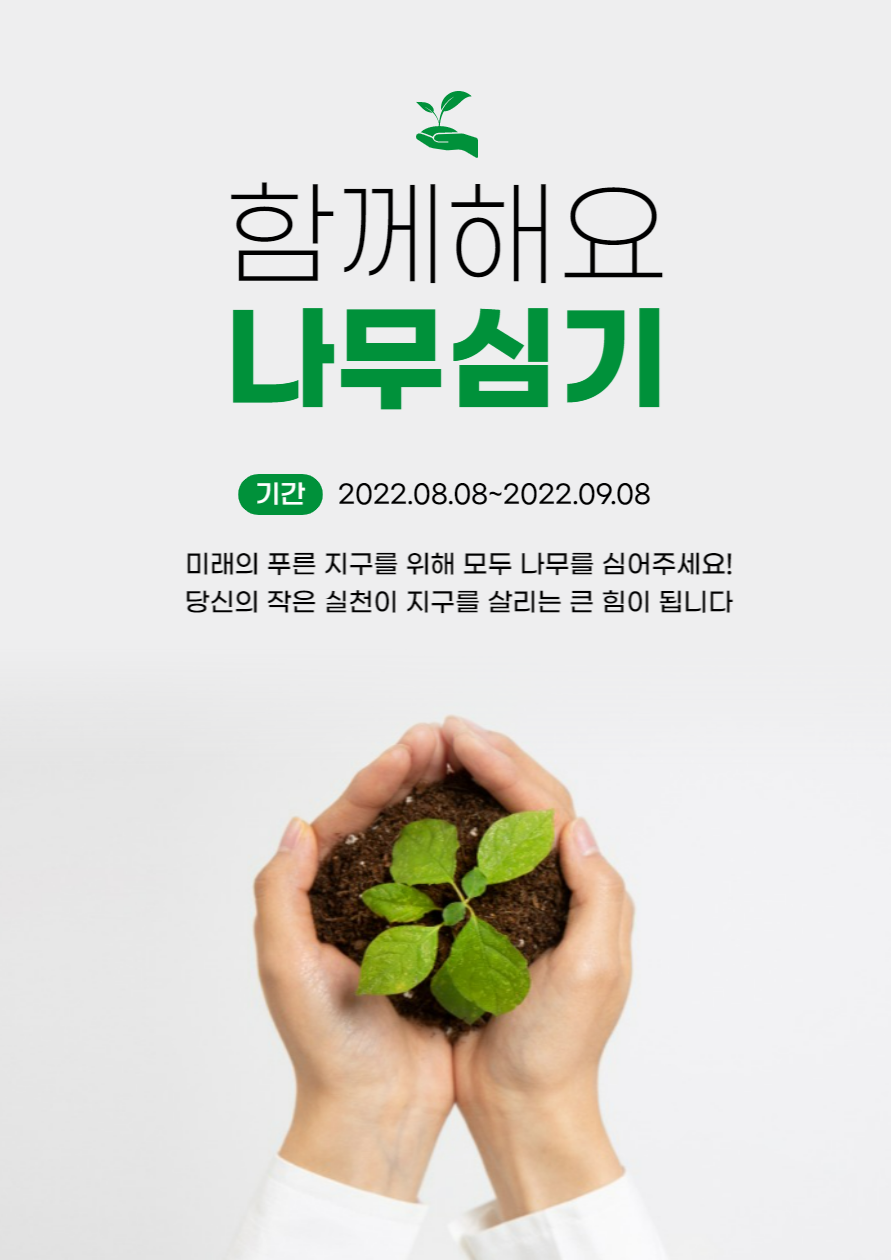 함께해요
나무심기
기간 2022.08.08~2022.09.08
미래의 푸른 지구를 위해 모두 나무를 심어주세요!
당신의 작은 실천이 지구를 살리는 큰 힘이 됩니다